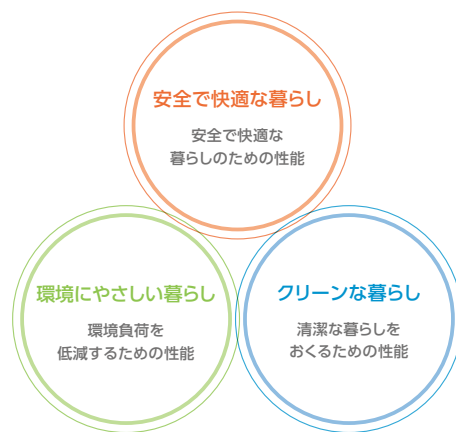 安全で快適な暮らし
安全で快適な
暮らしのための性能
環境にやさしい暮らし
環境負荷を
低減するための性能
クリーンな暮らし
清潔な暮らしを
おくるための性能